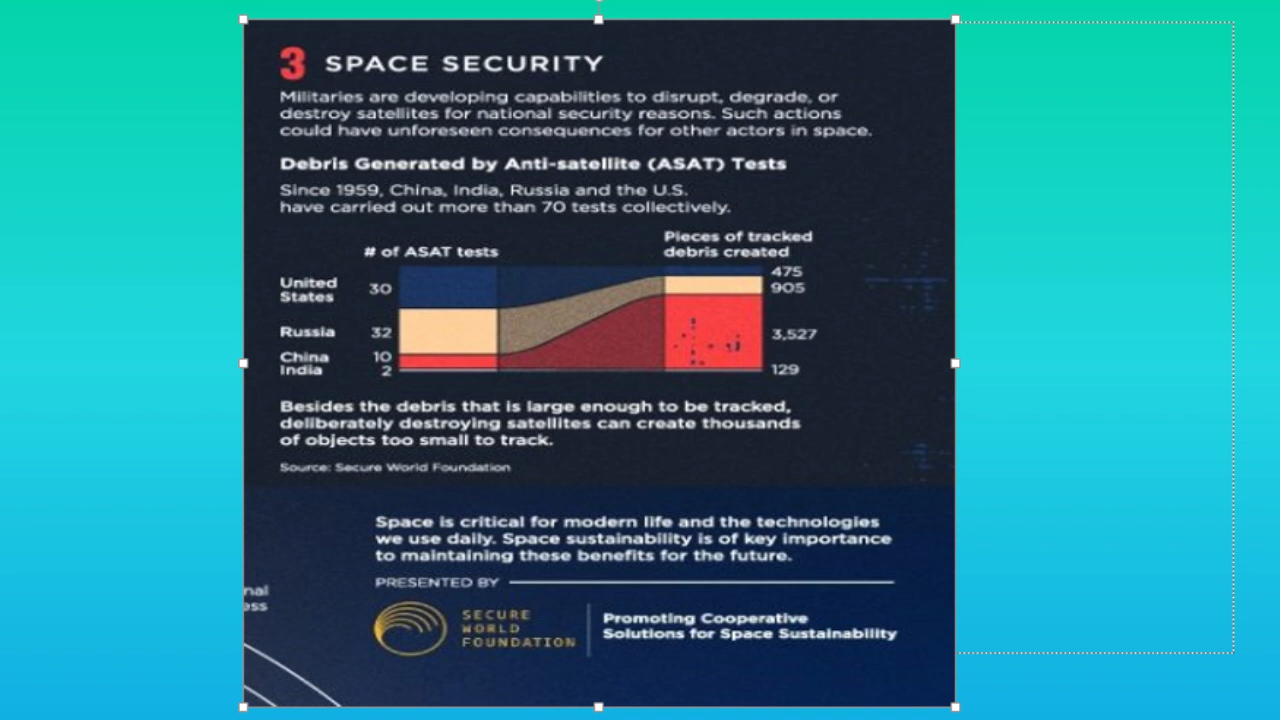 3 SPACE SECURITY
Militaries are developing capabilities to disrupt, degrade, or
destroy satellites for national security reasons. Such actions
could have unforeseen consequences for other actors in space.
Debris Generated by Anti-satellite (ASAT) Tests
Since 1959, China, India, Russia and the U.S.
have carried out more than 70 tests collectively.
# of ASAT tests
Pieces of tracked
debris created
United
States
30
475
905
Russia
32
3,527
China
10
India
2
129
Besides the debris that is large enough to be tracked,
deliberately destroying satellites can create thousands
of objects too small to track.
Source: Secure World Foundation
Space is critical for modern life and the technologies
we use daily. Space sustainability is of key importance
to maintaining these benefits for the future.
PRESENTED BY
nal
ess
SECURE
WORLD
FOUNDATION
Promoting Cooperative
Solutions for Space Sustainability